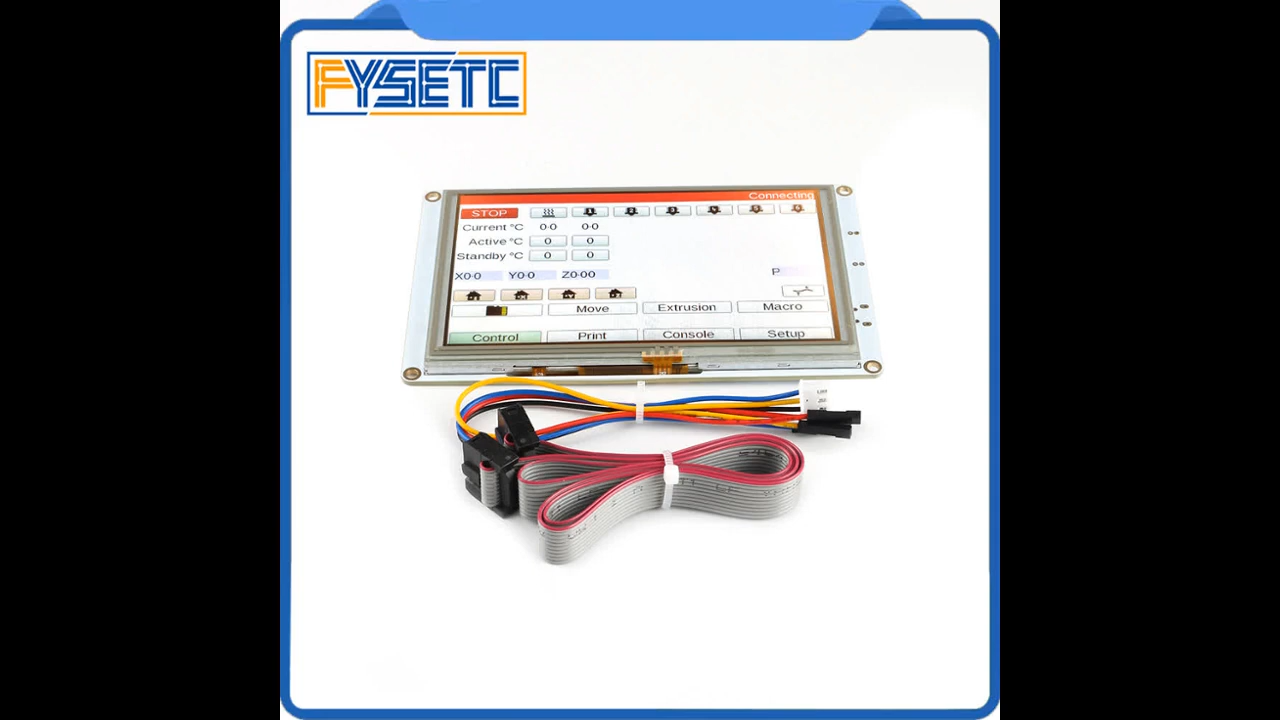 FYSETC
Connecting
STOP
Current °C 0·0 0·0
Active °C 0 0
Standby °C 0 0
X0·0 Y0·0 Z0·00 P
Move Extrusion Macro
Control Print Console Setup